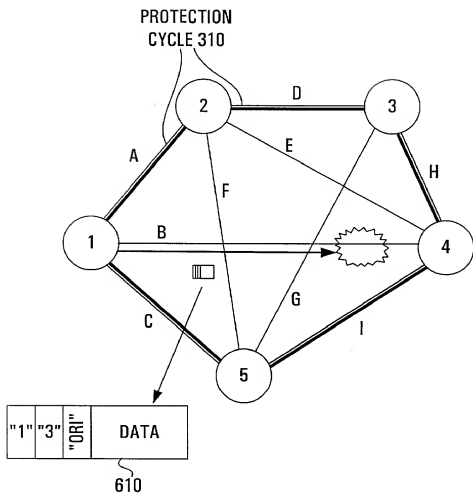 PROTECTION
CYCLE 310
2
D
3
E
A
F
H
1
B
4
G
C
I
5
"1" "3" "ORI" DATA
610